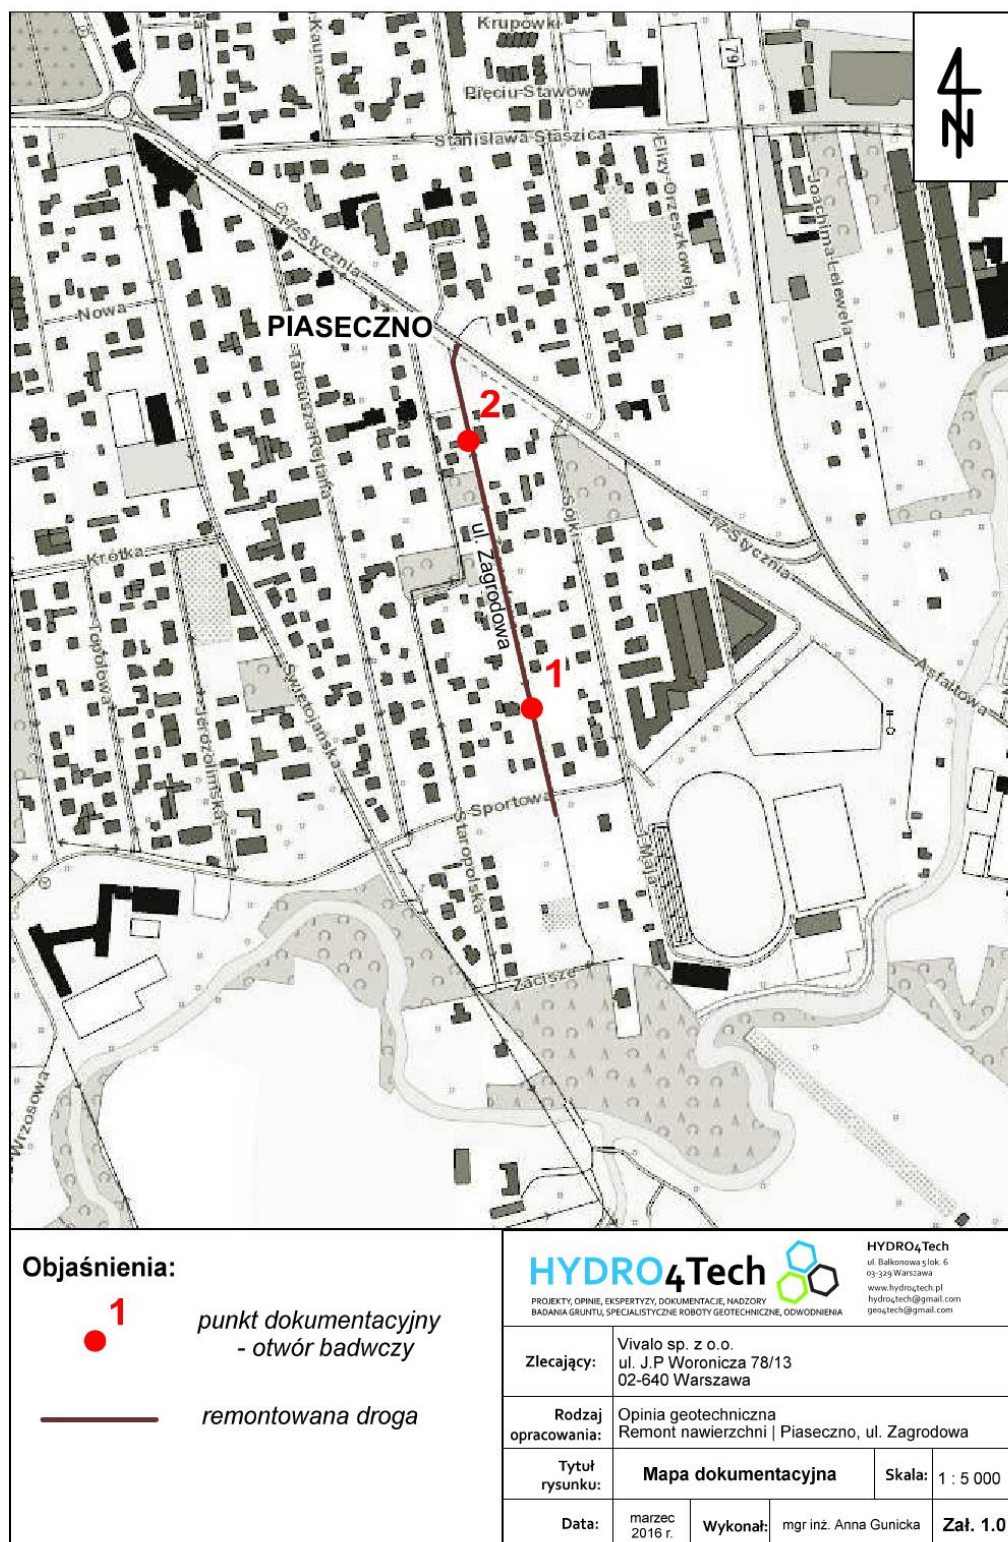 Krupówki
Kauna
79
Pięciu-Stawów
Stanisława-Staszica
Elizy-Orzeszkowej
Joachima-Lelewela
17-Stycznia
N
Nowa
PIASECZNO
Tadeusza-Rejtana
2
ul. Zagrodowa
Sójki
17-Stycznia
Krótka
Topolowa
Jerozolimska
Świętojańska
1
Asfaltowa
Sportowa
Staropolska
Maja
Zacisze
Wrzosowa
Objaśnienia:
1
punkt dokumentacyjny
- otwór badwczy
remontowana droga
HYDRO4Tech
PROJEKTY, OPINIE, EKSPERTYZY, DOKUMENTACJE, NADZORY
BADANIA GRUNTU, SPECJALISTYCZNE ROBOTY GEOTECHNICZNE, ODWODNIENIA
HYDRO4Tech
ul. Balkonowa 5 lok. 6
03-329 Warszawa
www.hydro4tech.pl
hydro4tech@gmail.com
geo4tech@gmail.com
Zlecający:
Vivalo sp. z o.o.
ul. J.P Woronicza 78/13
02-640 Warszawa
Rodzaj
opracowania:
Opinia geotechniczna
Remont nawierzchni | Piaseczno, ul. Zagrodowa
Tytuł
rysunku:
Mapa dokumentacyjna
Skala:
1 : 5 000
Data:
marzec
2016 r.
Wykonał:
mgr inż. Anna Gunicka
Zał. 1.0